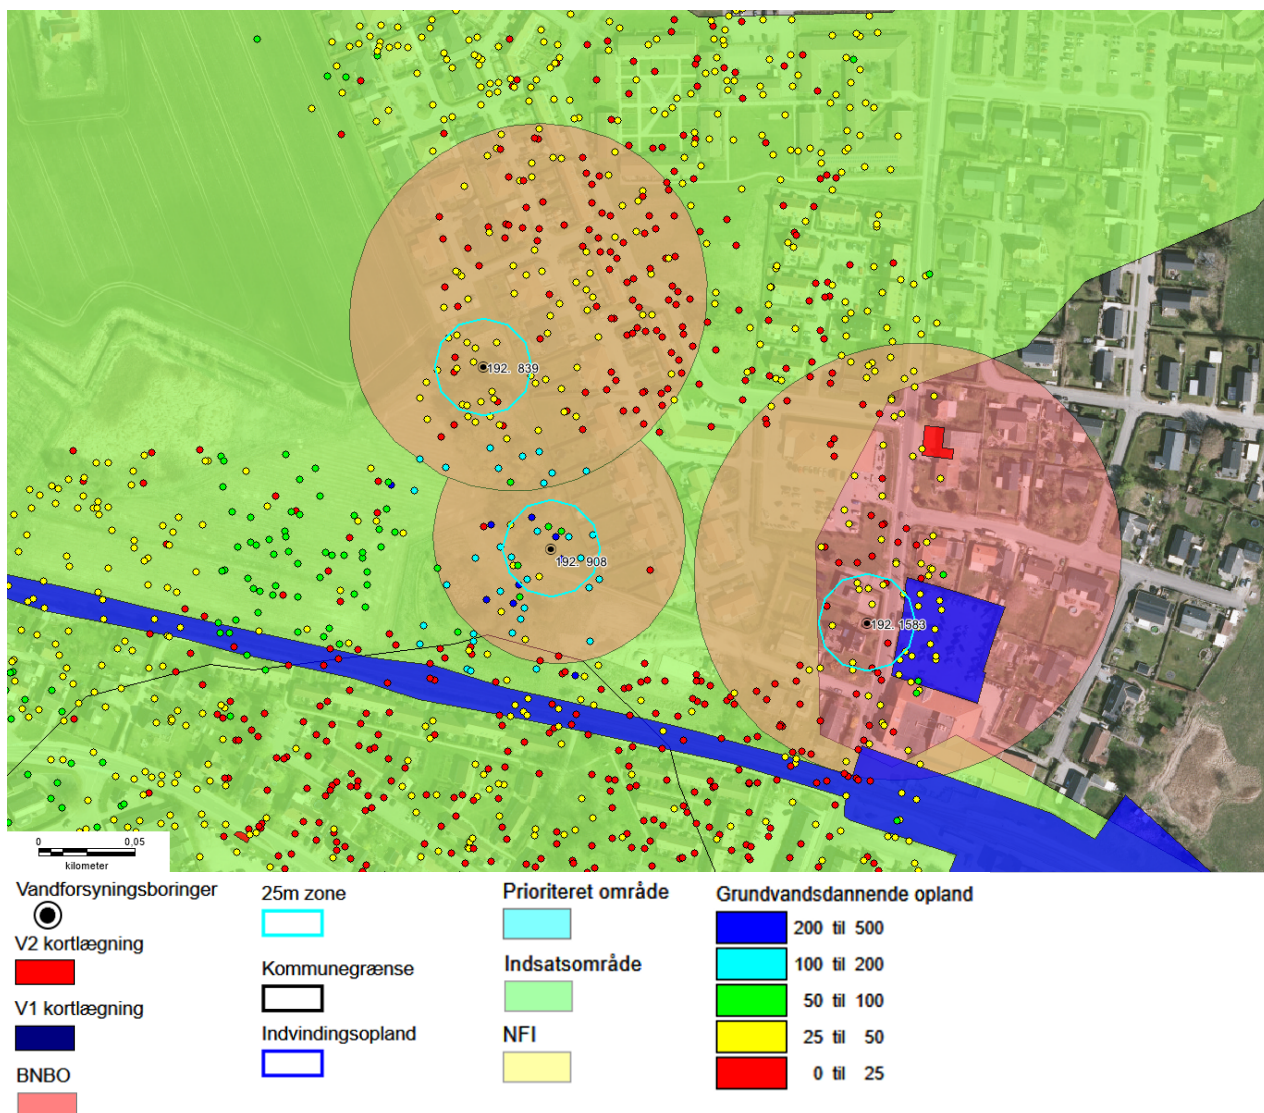 192. 839
192. 908
192. 1583
0 0,05
kilometer
Vandforsyningsboringer
V2 kortlægning
V1 kortlægning
BNBO
25m zone
Kommunegrænse
Indvindingsopland
Prioriteret område
Indsatsområde
NFI
Grundvandsdannende opland
200 til 500
100 til 200
50 til 100
25 til 50
0 til 25